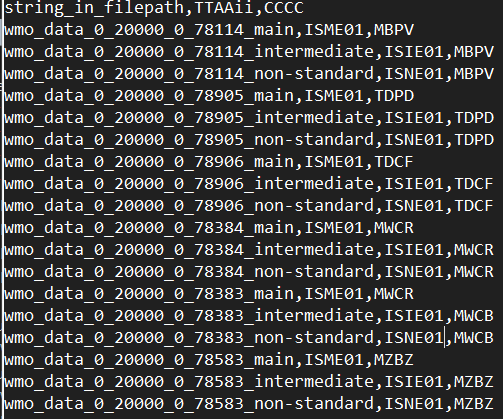 string_in_filepath,TTAAii,CCCC
wmo_data_0_20000_0_78114_main,ISME01,MBPV
wmo_data_0_20000_0_78114_intermediate,ISIE01,MBPV
wmo_data_0_20000_0_78114_non-standard,ISNE01,MBPV
wmo_data_0_20000_0_78905_main,ISME01,TDPD
wmo_data_0_20000_0_78905_intermediate,ISIE01,TDPD
wmo_data_0_20000_0_78905_non-standard,ISNE01,TDPD
wmo_data_0_20000_0_78906_main,ISME01,TDCF
wmo_data_0_20000_0_78906_intermediate,ISIE01,TDCF
wmo_data_0_20000_0_78906_non-standard,ISNE01,TDCF
wmo_data_0_20000_0_78384_main,ISME01,MWCR
wmo_data_0_20000_0_78384_intermediate,ISIE01,MWCR
wmo_data_0_20000_0_78384_non-standard,ISNE01,MWCR
wmo_data_0_20000_0_78383_main,ISME01,MWCR
wmo_data_0_20000_0_78383_intermediate,ISIE01,MWCB
wmo_data_0_20000_0_78383_non-standard,ISNE01,MWCB
wmo_data_0_20000_0_78583_main,ISME01,MZBZ
wmo_data_0_20000_0_78583_intermediate,ISIE01,MZBZ
wmo_data_0_20000_0_78583_non-standard,ISNE01,MZBZ